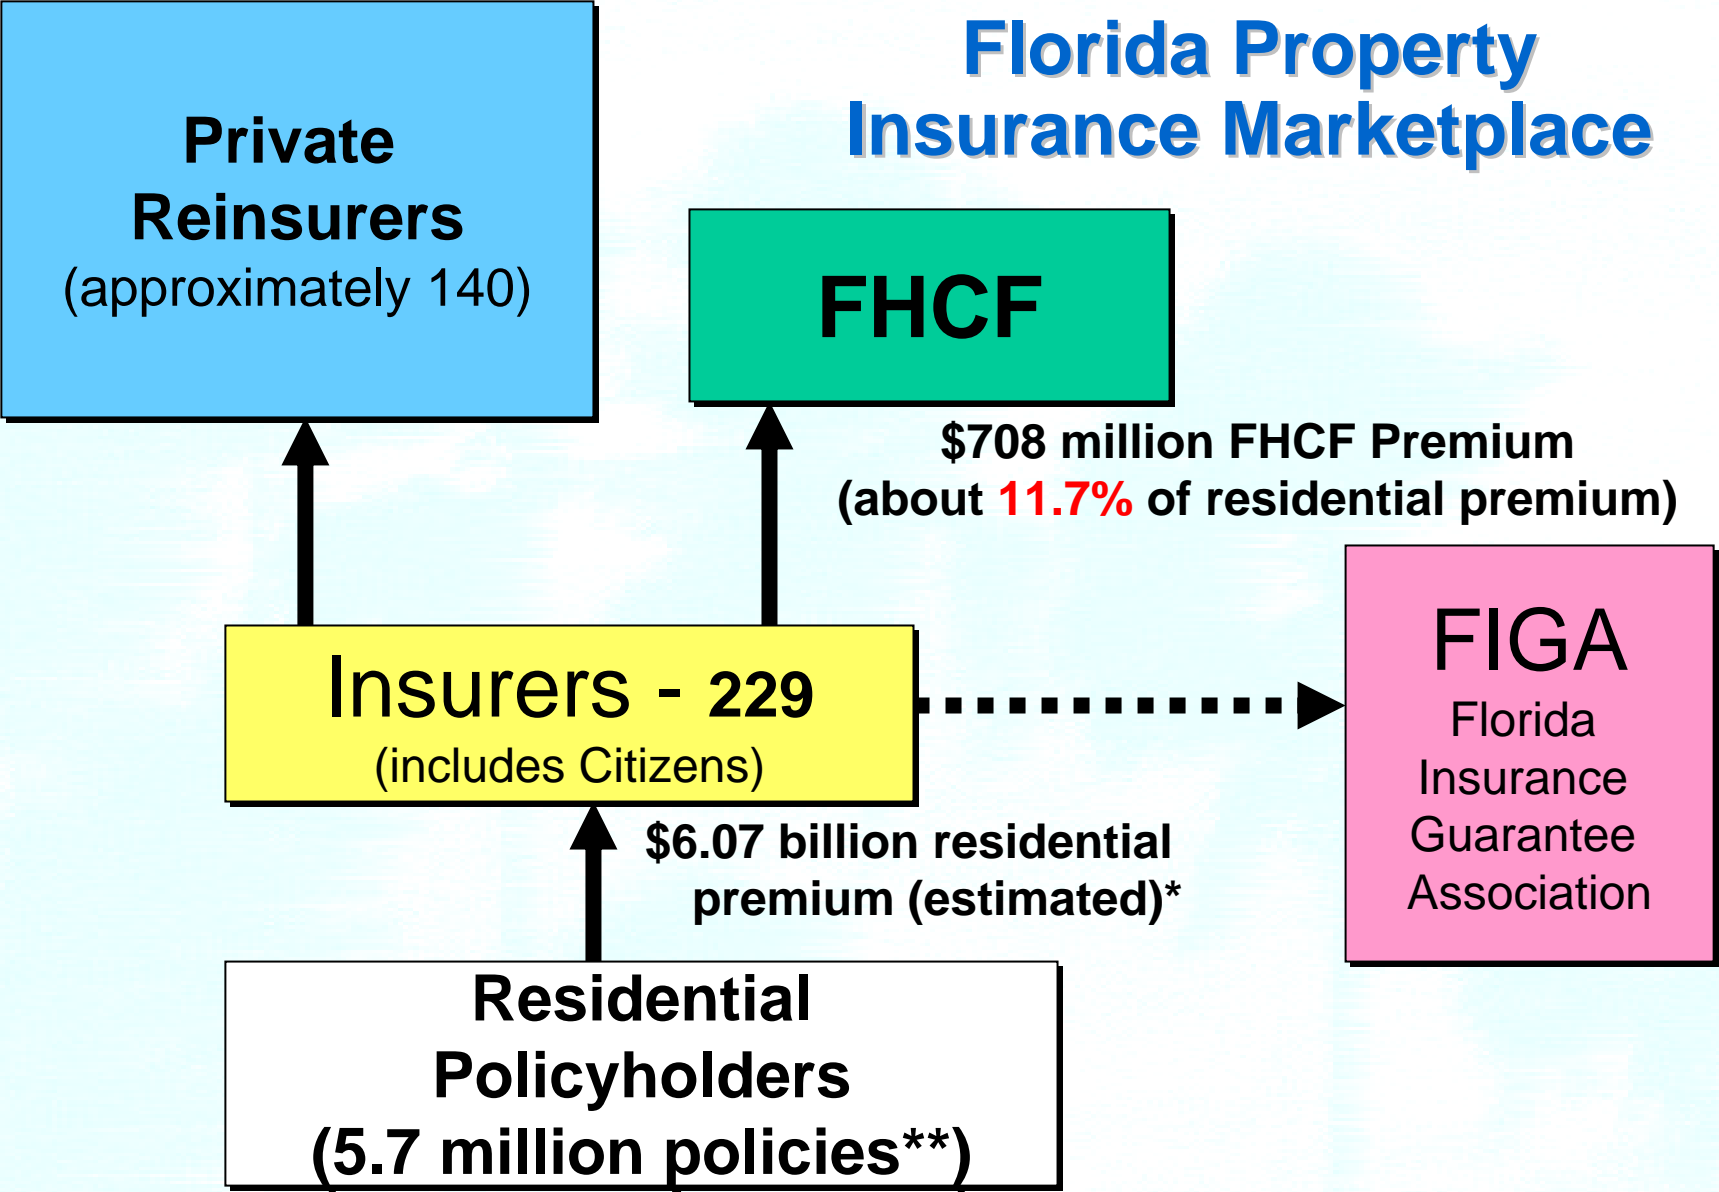 Florida Property
Insurance Marketplace
Private
Reinsurers
(approximately 140)
FHCF
$708 million FHCF Premium
(about 11.7% of residential premium)
Insurers - 229
(includes Citizens)
FIGA
Florida
Insurance
Guarantee
Association
$6.07 billion residential
premium (estimated)*
Residential
Policyholders
(5.7 million policies**)